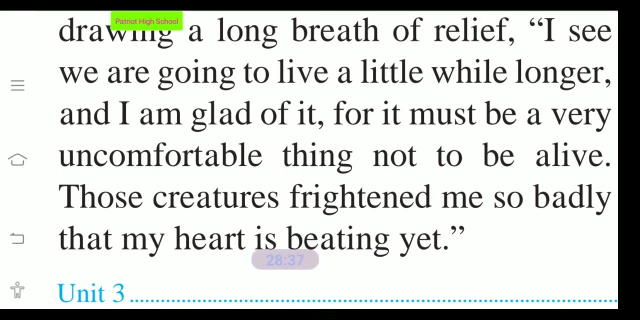 Patriot High School
drawing a long breath of relief, “I see
we are going to live a little while longer,
and I am glad of it, for it must be a very
uncomfortable thing not to be alive.
Those creatures frightened me so badly
that my heart is beating yet.”
28:37
Unit 3